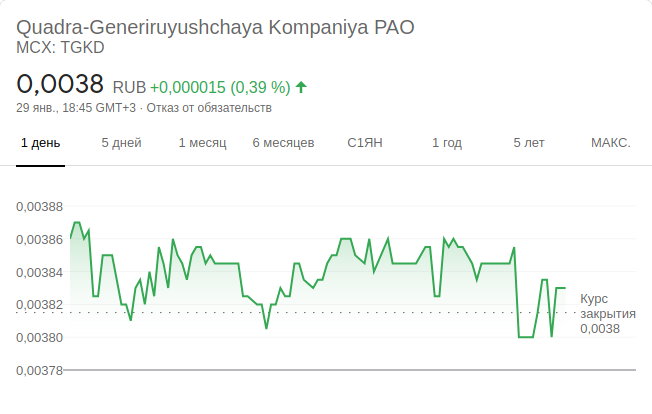 Quadra-Generiruyushchaya Kompaniya PAO
MCX: TGKD
0,0038 RUB +0,000015 (0,39 %)
29 янв., 18:45 GMT+3 · Отказ от обязательств
1 день 5 дней 1 месяц 6 месяцев С1ЯН 1 год 5 лет МАКС.
0,00388
0,00386
0,00384
0,00382
0,00380
0,00378
Курс
закрытия
0,0038